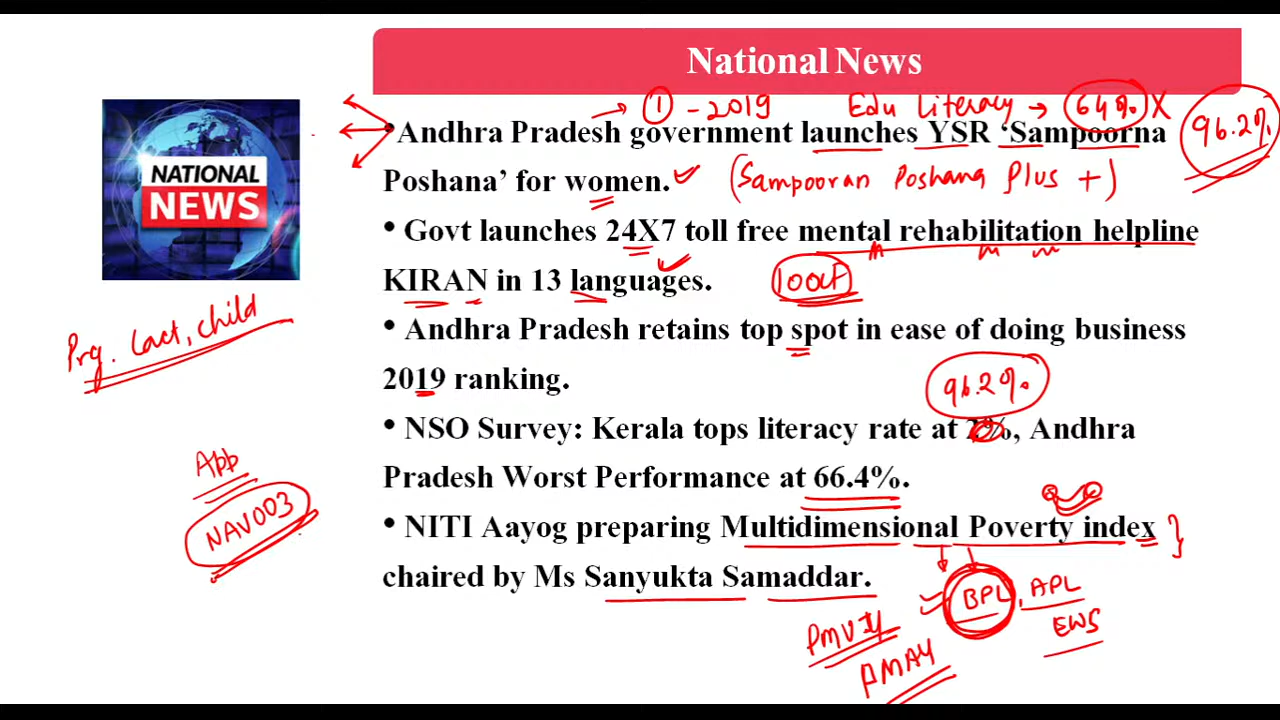 National News
→ ① - 2019 Edu Literacy → 64% X
96.2%
• Andhra Pradesh government launches YSR ‘Sampoorna
Poshana’ for women. (Sampooran Poshana Plus +)
NATIONAL
NEWS
• Govt launches 24X7 toll free mental rehabilitation helpline
KIRAN in 13 languages.
Prg. Lact, child
• Andhra Pradesh retains top spot in ease of doing business
2019 ranking.
96.2%
• NSO Survey: Kerala tops literacy rate at %, Andhra
Pradesh Worst Performance at 66.4%.
App
NAV003
• NITI Aayog preparing Multidimensional Poverty index
chaired by Ms Sanyukta Samaddar.
BPL, APL
EWS
PMAY